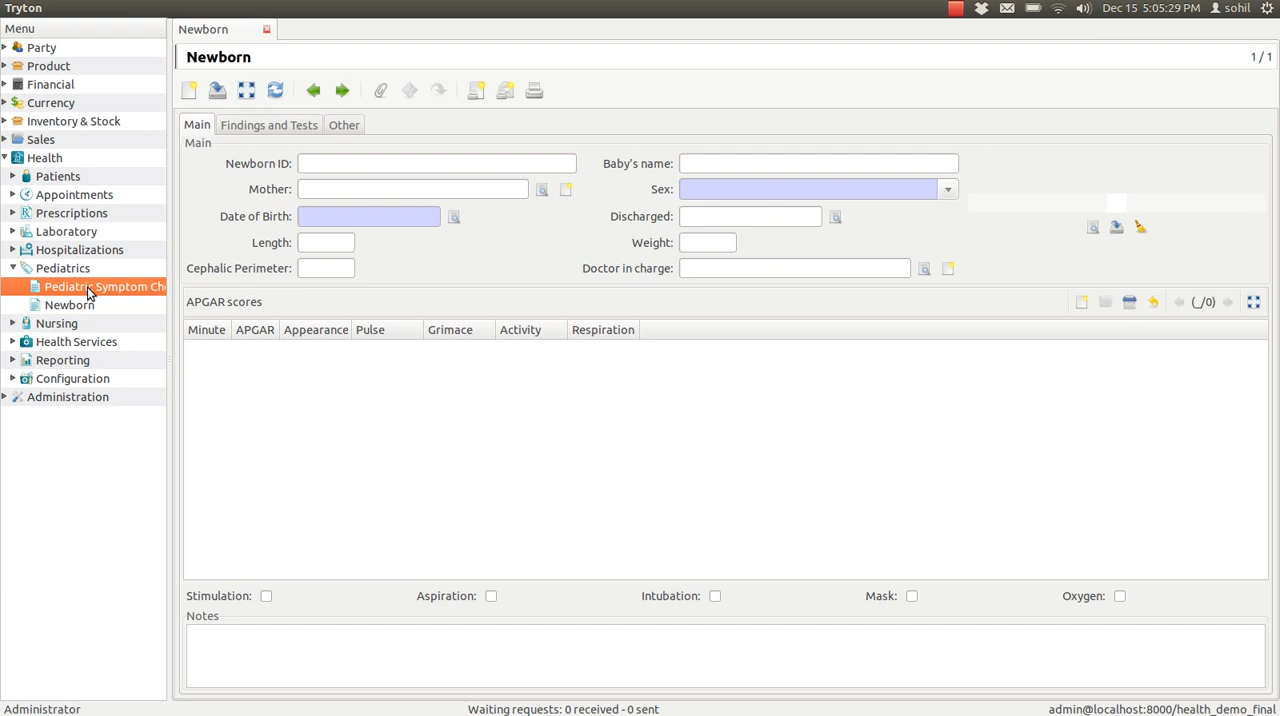 Tryton
Dec 15 5:05:29 PM sohil
Menu
Party
Product
Financial
Currency
Inventory & Stock
Sales
Health
Patients
Appointments
Prescriptions
Laboratory
Hospitalizations
Pediatrics
Pediatric Symptom Che
Newborn
Nursing
Health Services
Reporting
Configuration
Administration
Newborn
Newborn
1 / 1
Main
Findings and Tests
Other
Main
Newborn ID:
Baby's name:
Mother:
Sex:
Date of Birth:
Discharged:
Length:
Weight:
Cephalic Perimeter:
Doctor in charge:
APGAR scores
(_/0)
Minute APGAR Appearance Pulse Grimace Activity Respiration
Stimulation:
Aspiration:
Intubation:
Mask:
Oxygen:
Notes
Administrator
Waiting requests: 0 received - 0 sent
admin@localhost:8000/health_demo_final